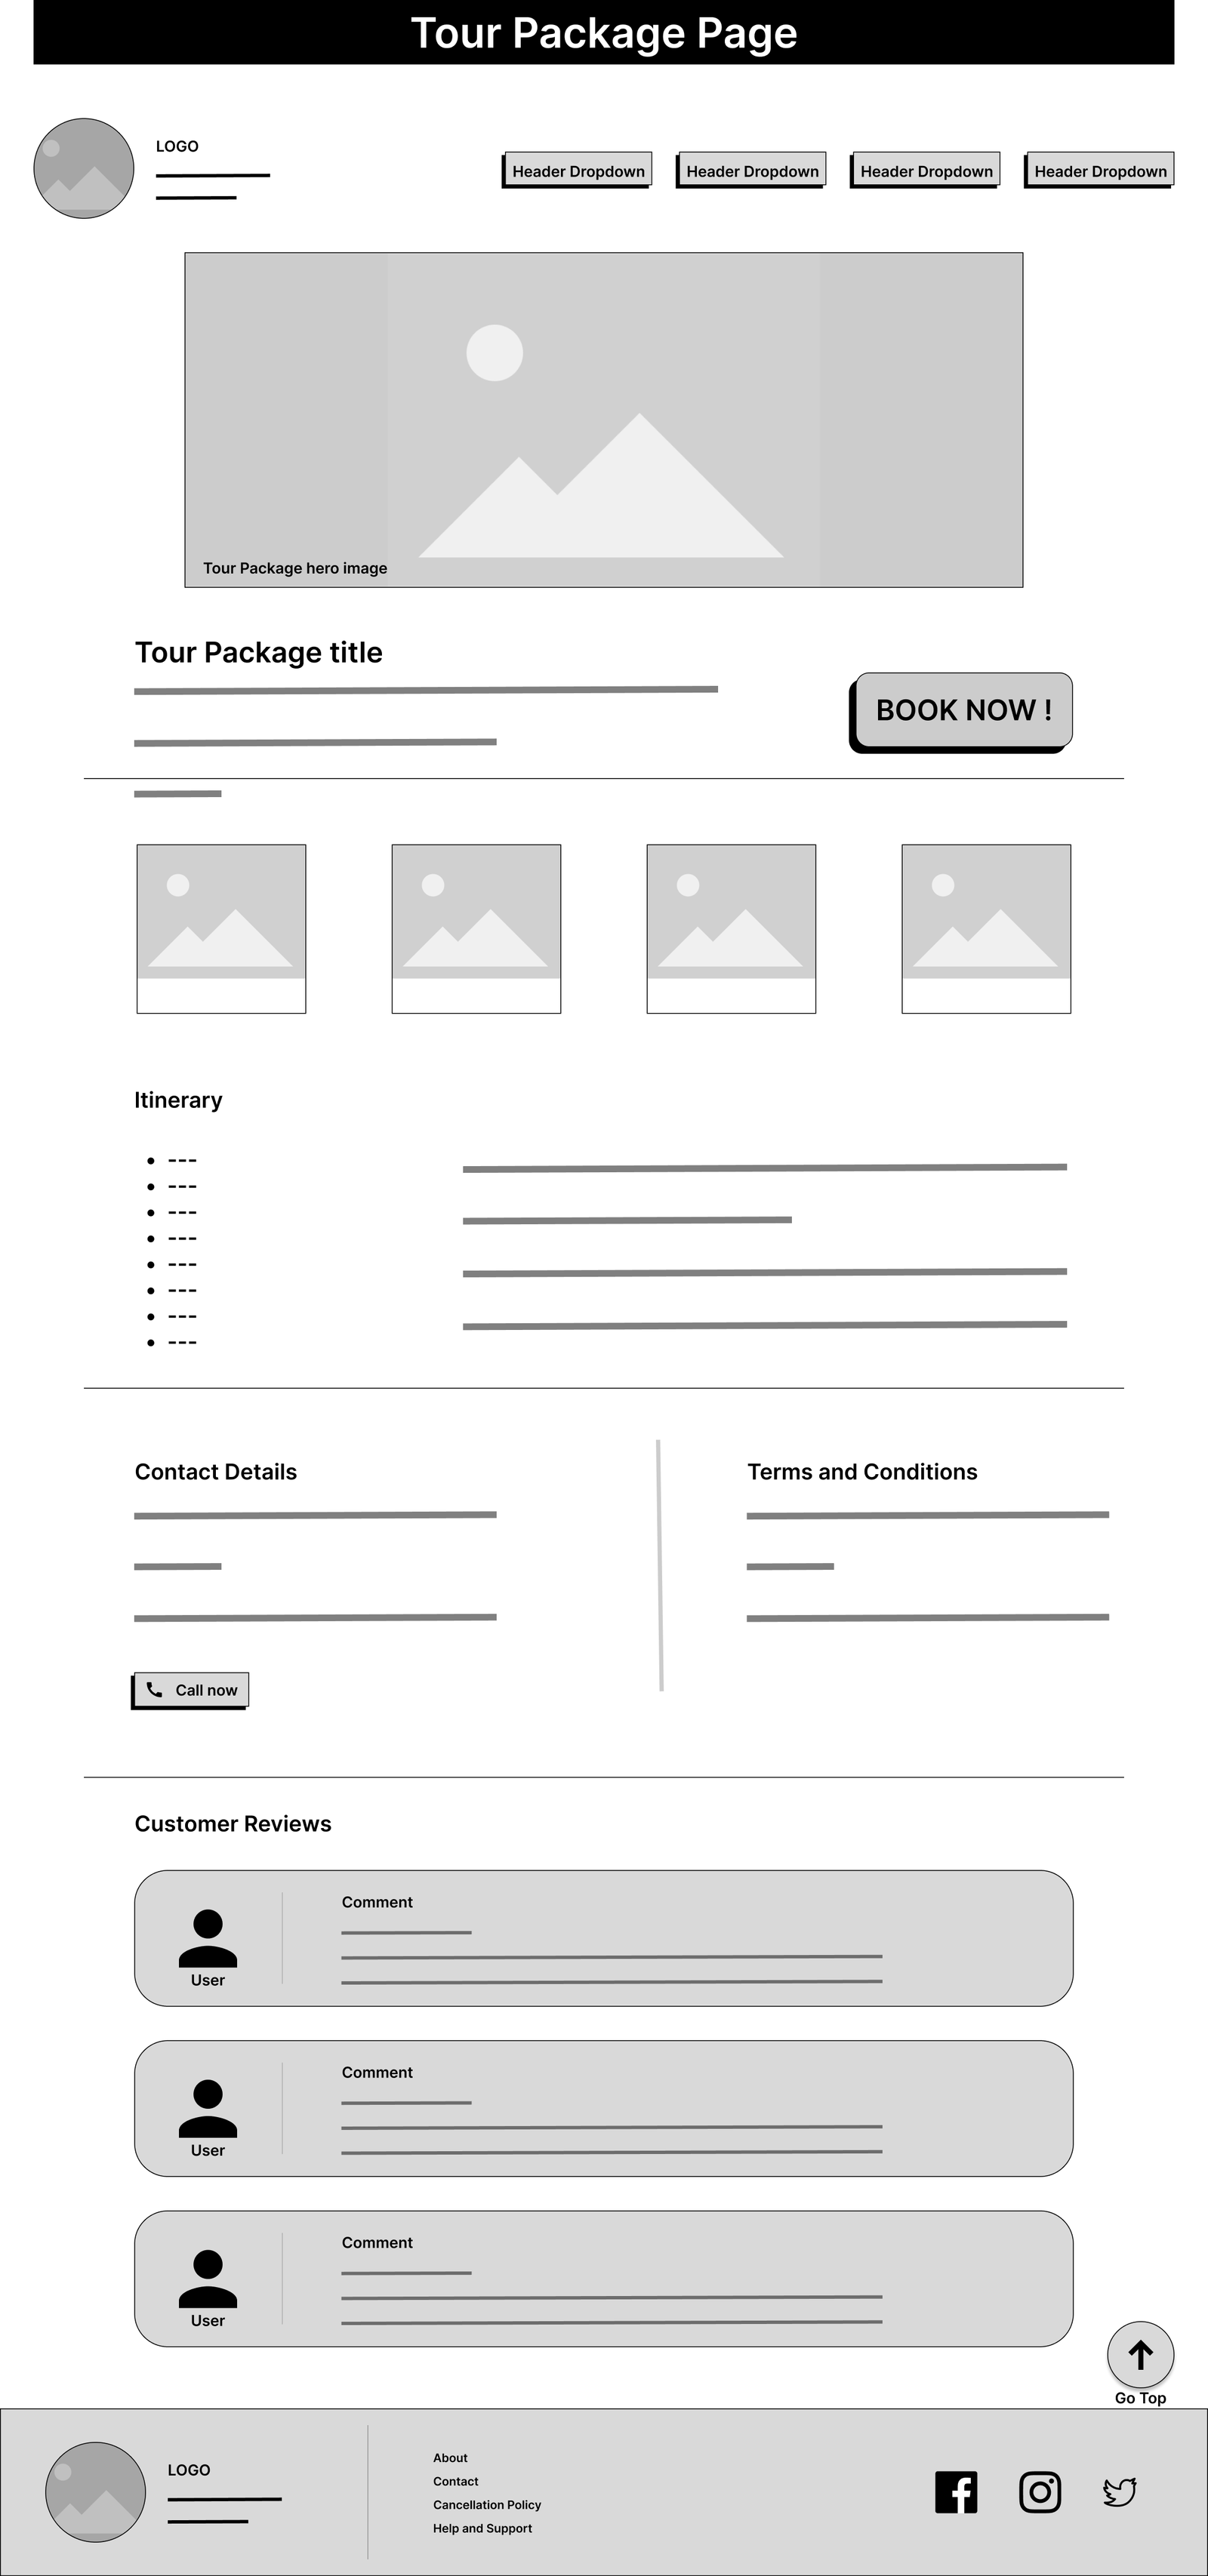 Tour Package Page
LOGO
Header Dropdown
Header Dropdown
Header Dropdown
Header Dropdown
Tour Package hero image
Tour Package title
BOOK NOW !
Itinerary
---
---
---
---
---
---
---
---
Contact Details
Terms and Conditions
Call now
Customer Reviews
Comment
User
Comment
User
Comment
User
Go Top
LOGO
About
Contact
Cancellation Policy
Help and Support